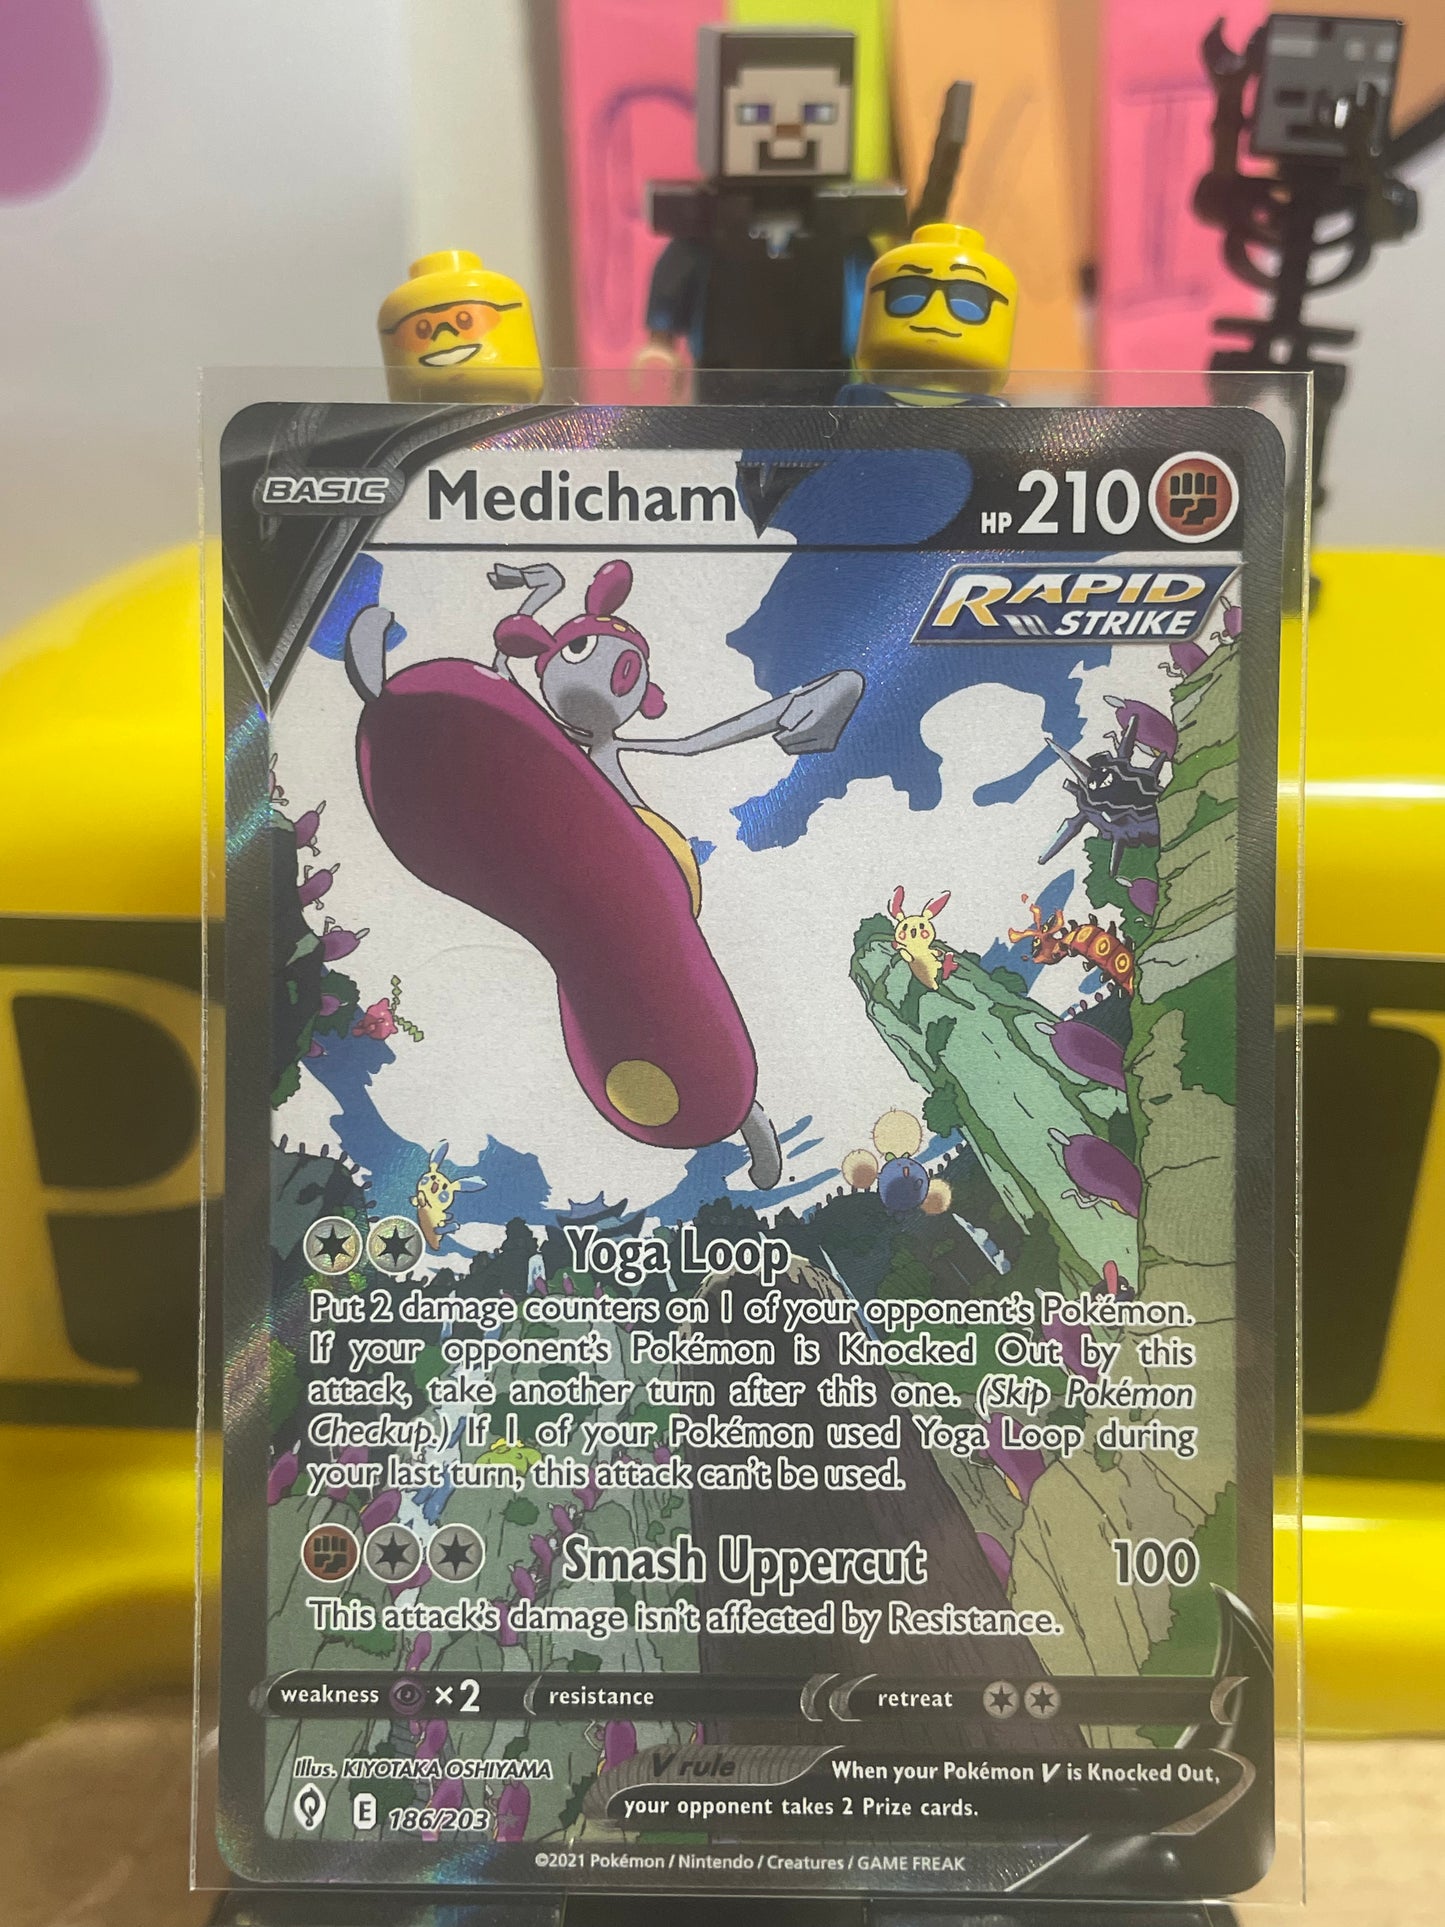 BASIC Medicham V HP 210
RAPID
STRIKE
Yoga Loop
Put 2 damage counters on 1 of your opponent's Pokémon.
If your opponent's Pokémon is Knocked Out by this
attack, take another turn after this one. (Skip Pokémon
Checkup.) If 1 of your Pokémon used Yoga Loop during
your last turn, this attack can't be used.
Smash Uppercut 100
This attack's damage isn't affected by Resistance.
weakness ×2 resistance retreat
Illus. KIYOTAKA OSHIYAMA
V rule When your Pokémon V is Knocked Out,
your opponent takes 2 Prize cards.
E 186/203
©2021 Pokémon / Nintendo / Creatures / GAME FREAK